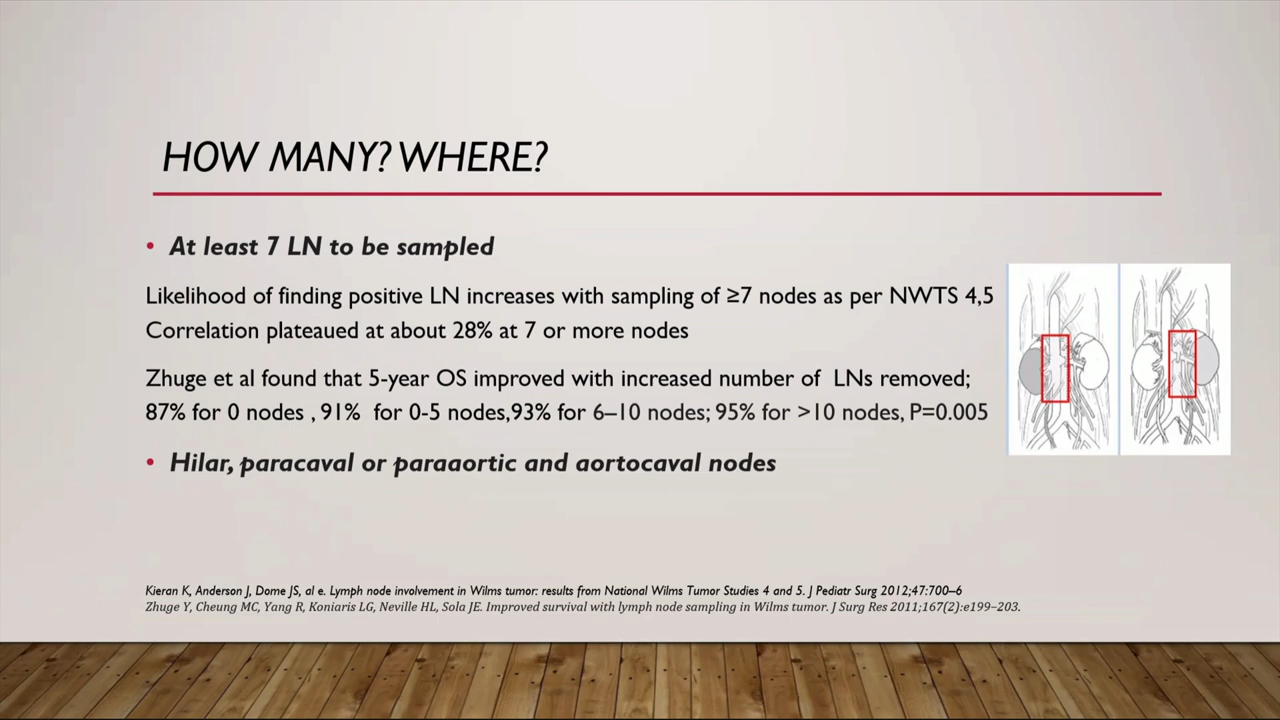 HOW MANY? WHERE?
• At least 7 LN to be sampled
Likelihood of finding positive LN increases with sampling of ≥7 nodes as per NWTS 4,5
Correlation plateaued at about 28% at 7 or more nodes
Zhuge et al found that 5-year OS improved with increased number of LNs removed;
87% for 0 nodes , 91% for 0-5 nodes,93% for 6–10 nodes; 95% for >10 nodes, P=0.005
• Hilar, paracaval or paraaortic and aortocaval nodes
Kieran K, Anderson J, Dome JS, al e. Lymph node involvement in Wilms tumor: results from National Wilms Tumor Studies 4 and 5. J Pediatr Surg 2012;47:700–6
Zhuge Y, Cheung MC, Yang R, Koniaris LG, Neville HL, Sola JE. Improved survival with lymph node sampling in Wilms tumor. J Surg Res 2011;167(2):e199–203.